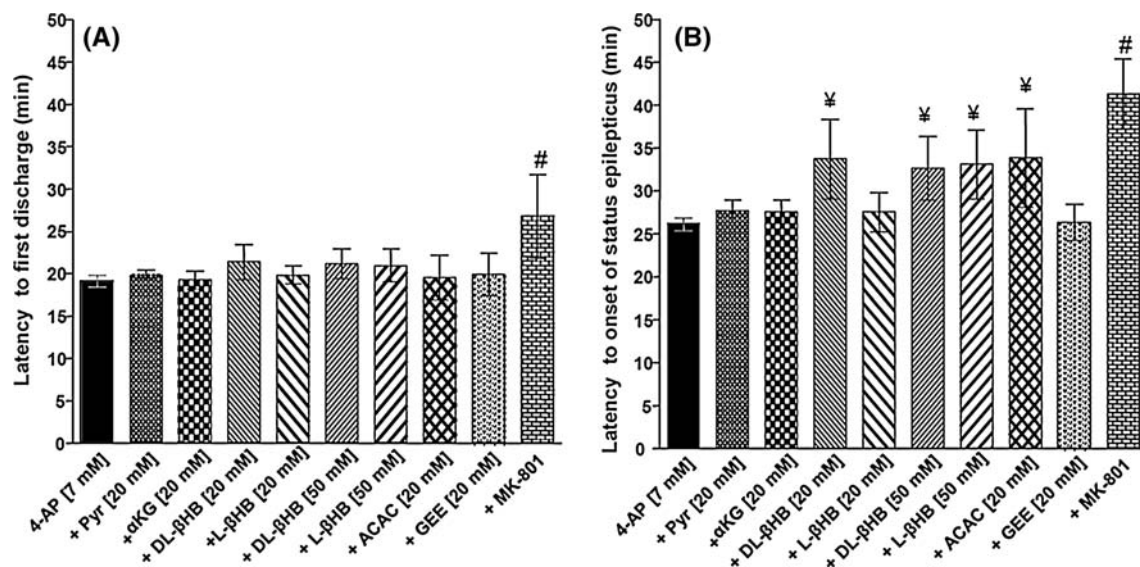 (A)
Latency to first discharge (min)
50
45
40
35
30
25
20
15
10
5
0
#
4-AP [7 mM]
+ Pyr [20 mM]
+αKG [20 mM]
+ DL-βHB [20 mM]
+L-βHB [20 mM]
+ DL-βHB [50 mM]
+ L-βHB [50 mM]
+ ACAC [20 mM]
+ GEE [20 mM]
+ MK-801
(B)
Latency to onset of status epilepticus (min)
50
45
40
35
30
25
20
15
10
5
0
¥
¥
¥
¥
#
4-AP [7 mM]
+ Pyr [20 mM]
+αKG [20 mM]
+ DL-βHB [20 mM]
+ L-βHB [20 mM]
+ DL-βHB [50 mM]
+ L-βHB [50 mM]
+ ACAC [20 mM]
+ GEE [20 mM]
+ MK-801